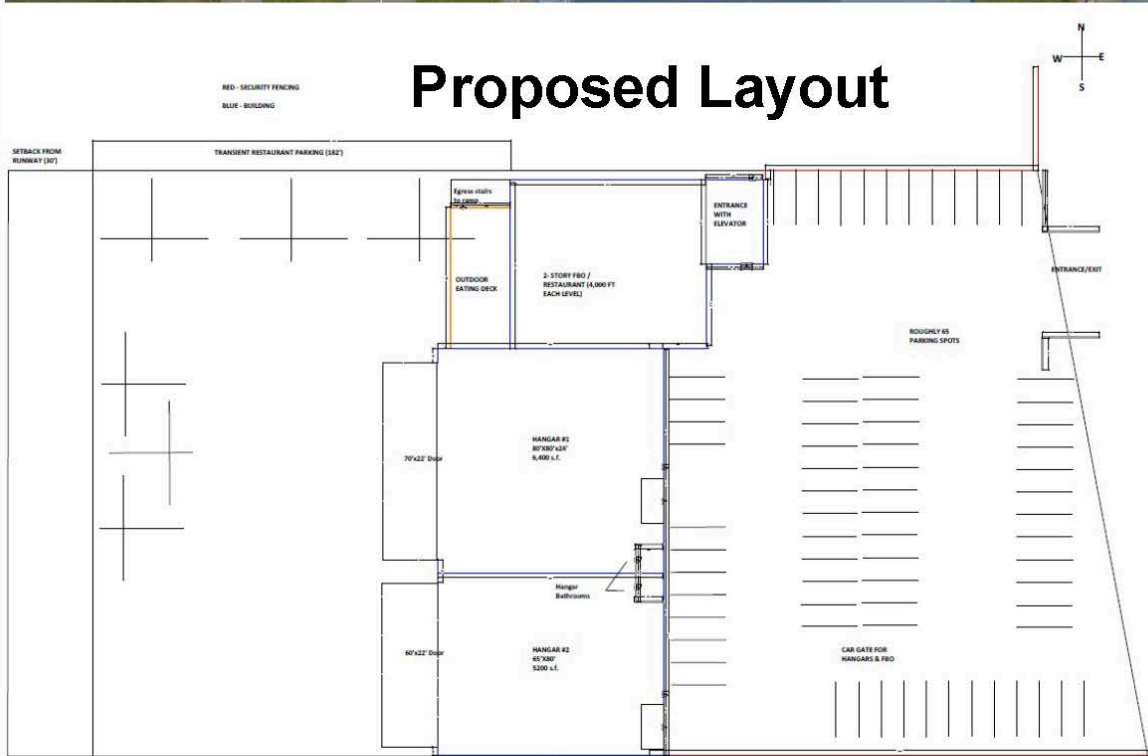 Proposed Layout
N
W
E
S
RED - SECURITY FENCING
BLUE - BUILDING
SETBACK FROM
RUNWAY (30')
TRANSIENT RESTAURANT PARKING (182')
Egress stairs
to ramp
ENTRANCE
WITH
ELEVATOR
OUTDOOR
EATING DECK
2- STORY FBO /
RESTAURANT (4,000 FT
EACH LEVEL)
ENTRANCE/EXIT
ROUGHLY 65
PARKING SPOTS
HANGAR #1
80'X80'x24'
6,400 s.f.
70'x22' Door
Hangar
Bathrooms
60'x22' Door
HANGAR #2
65'X80'
5200 s.f.
CAR GATE FOR
HANGARS & FBO